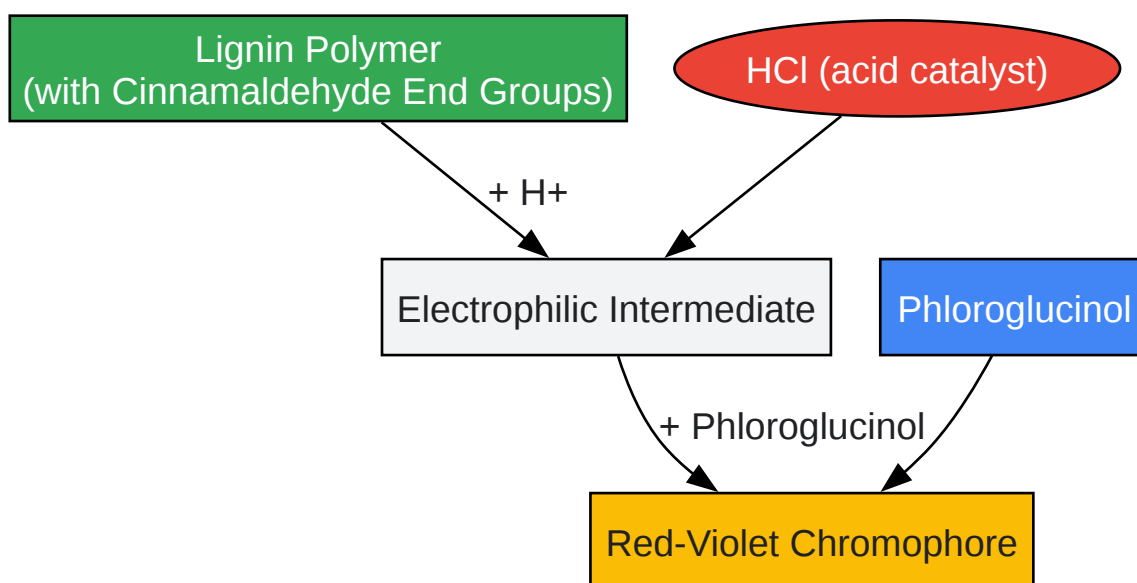 Lignin Polymer
(with Cinnamaldehyde End Groups)
HCl (acid catalyst)
+ H+
Electrophilic Intermediate
Phloroglucinol
+ Phloroglucinol
Red-Violet Chromophore